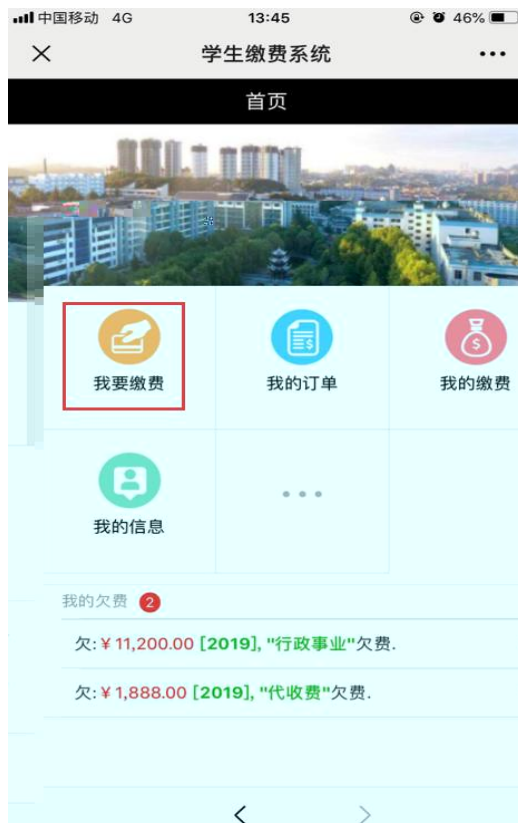 中国移动 4G 13:45 46%
学生缴费系统
首页
我要缴费 我的订单 我的缴费
我的信息
我的欠费 2
欠:¥11,200.00 [2019], "行政事业"欠费.
欠:¥1,888.00 [2019], "代收费"欠费.